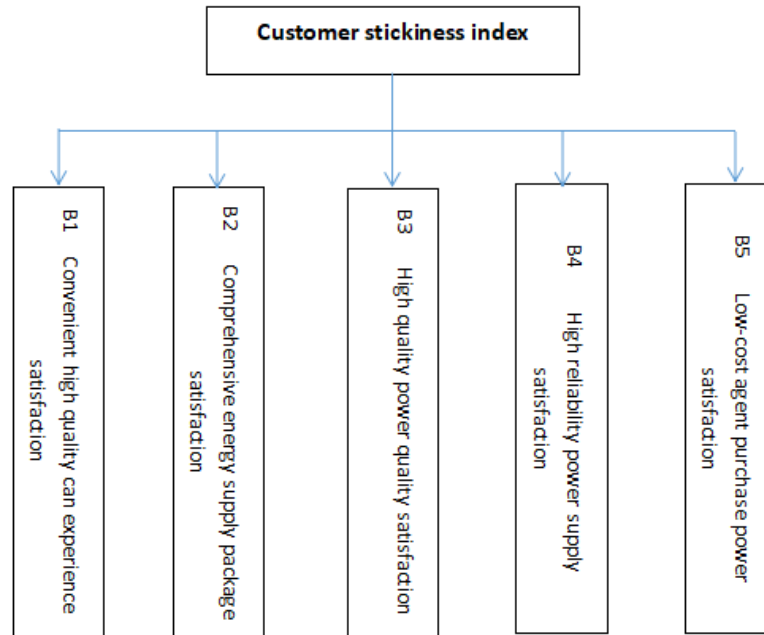 Customer stickiness index
B1 Convenient high quality can experience
satisfaction
B2 Comprehensive energy supply package
satisfaction
B3 High quality power quality satisfaction
B4 High reliability power supply
satisfaction
B5 Low-cost agent purchase power
satisfaction